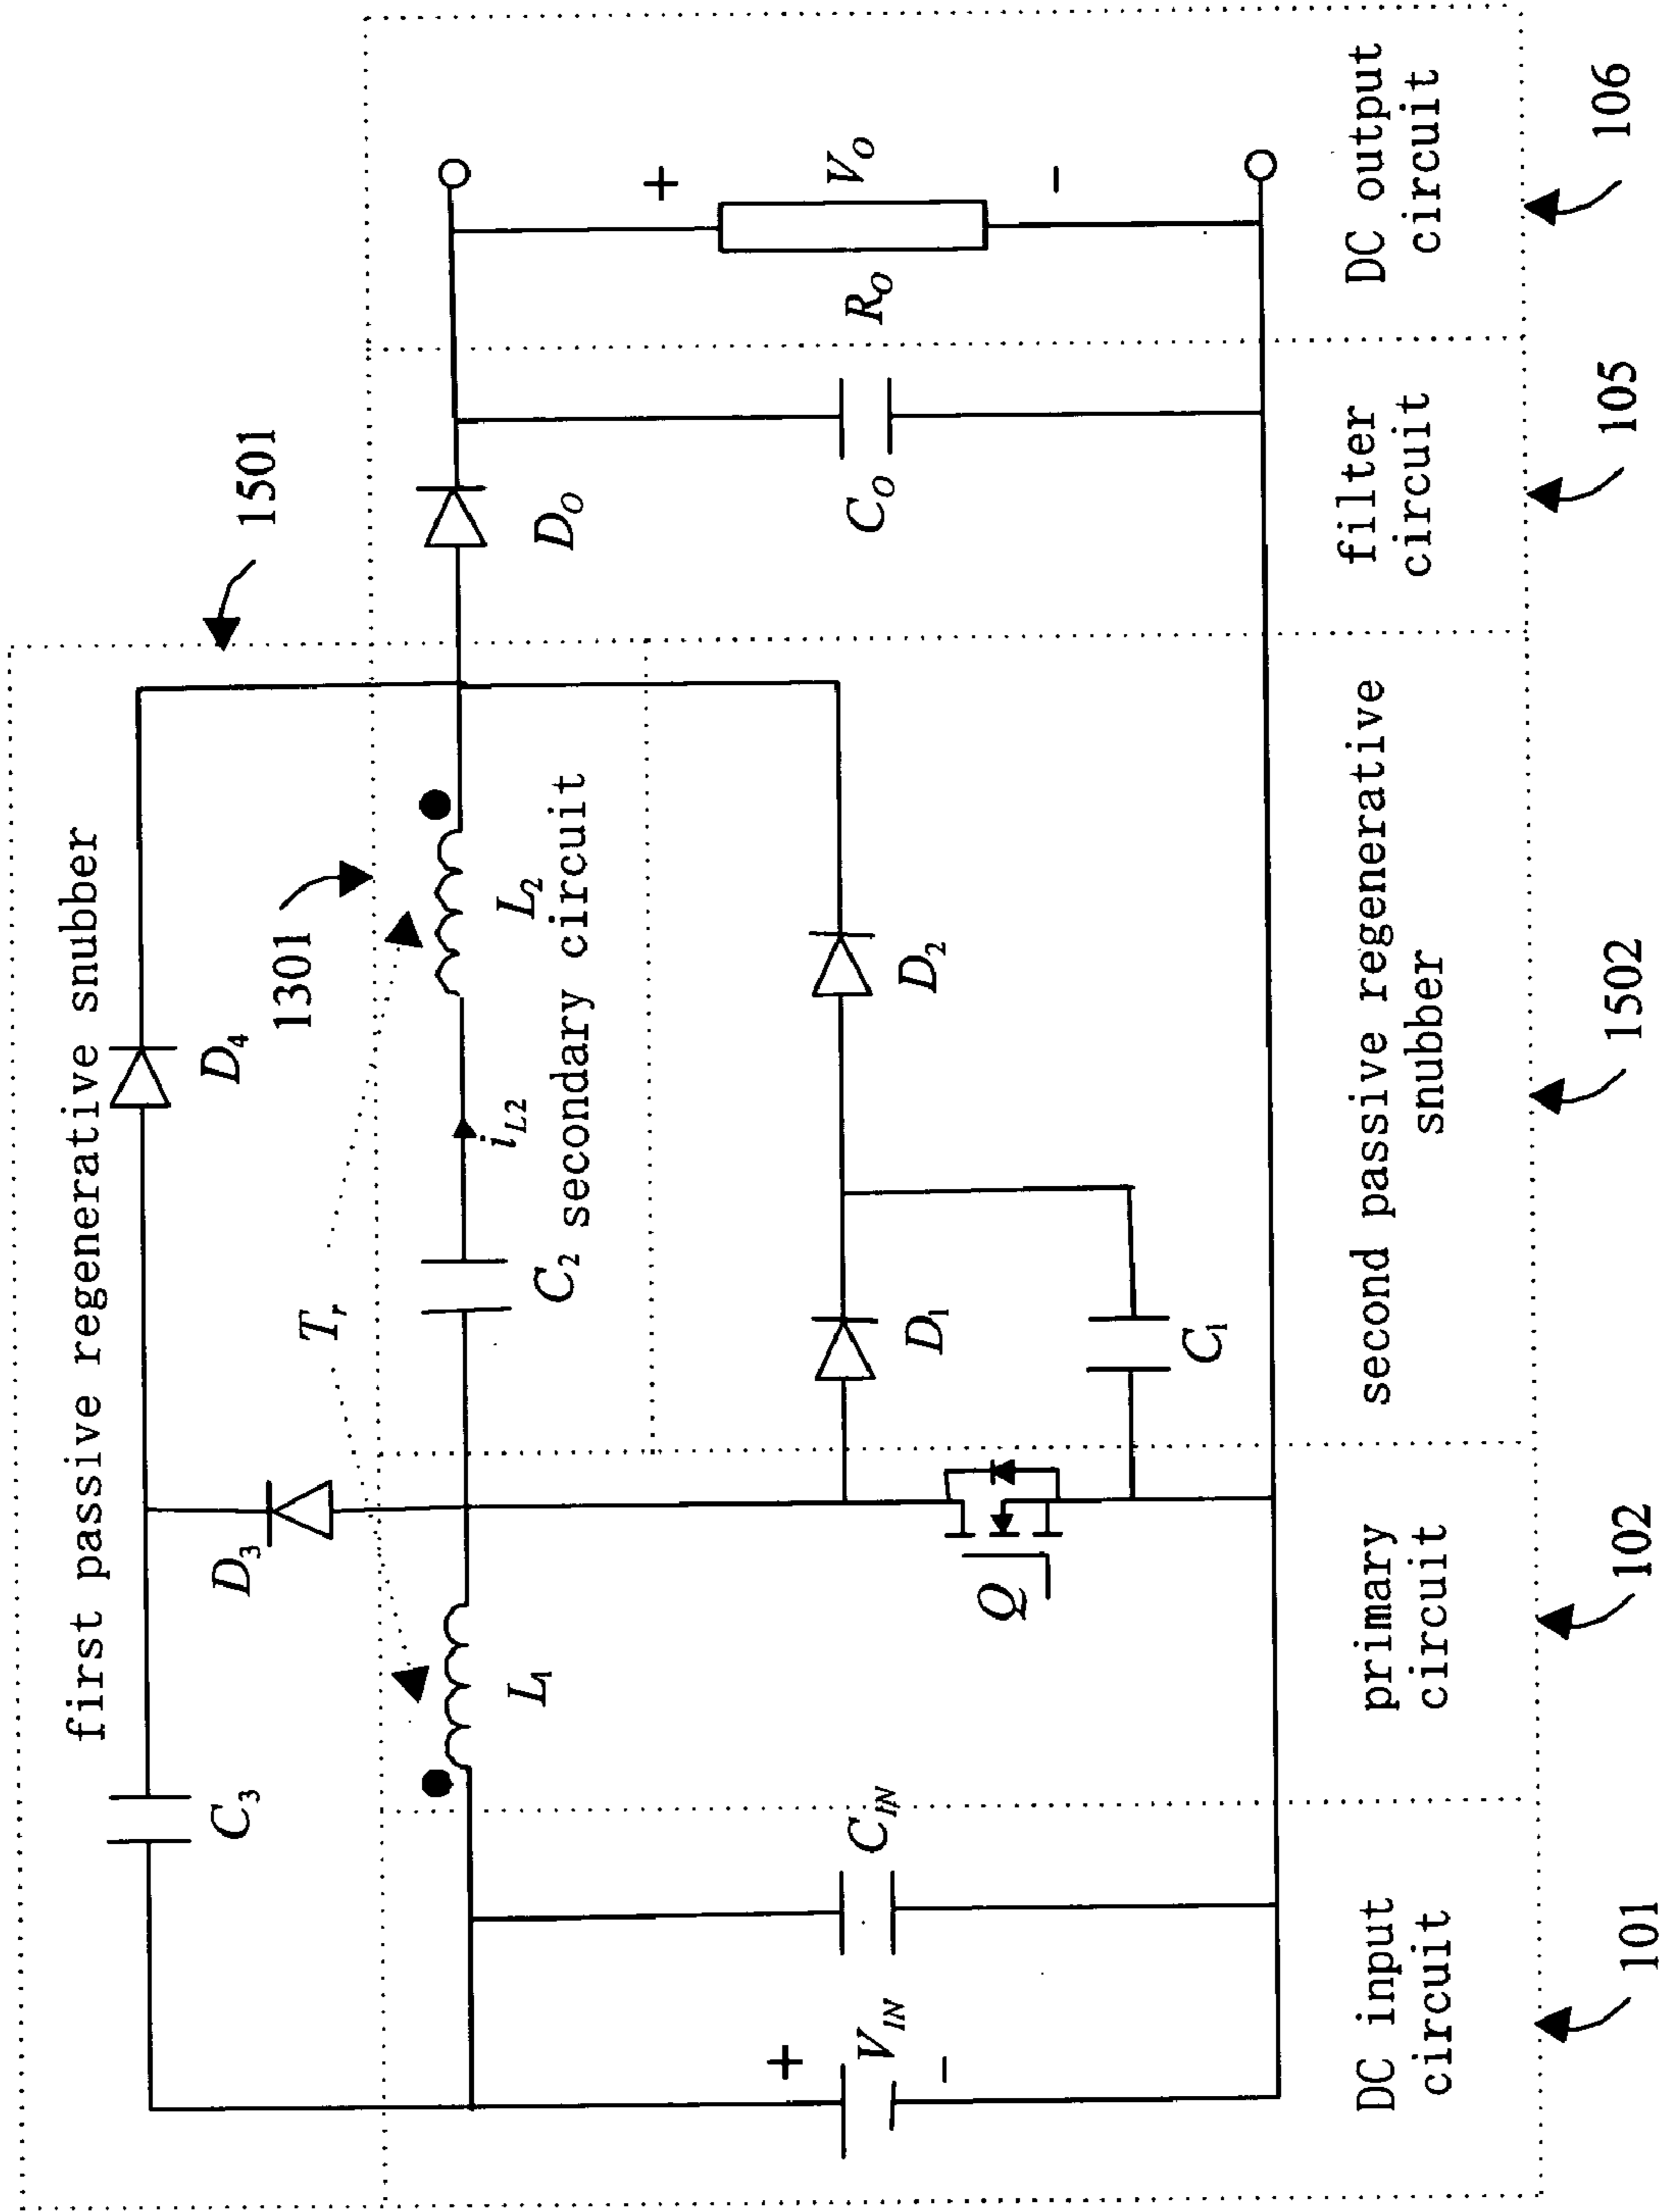 first passive regenerative snubber
1501
C3
D3
D4
Tr
1301
L1
C2
iL2
L2
secondary circuit
DO
+
VIN
−
CIN
Q
D1
C1
D2
CO
RO
+
VO
−
DC input
circuit
primary
circuit
second passive regenerative
snubber
filter
circuit
DC output
circuit
101
102
1502
105
106